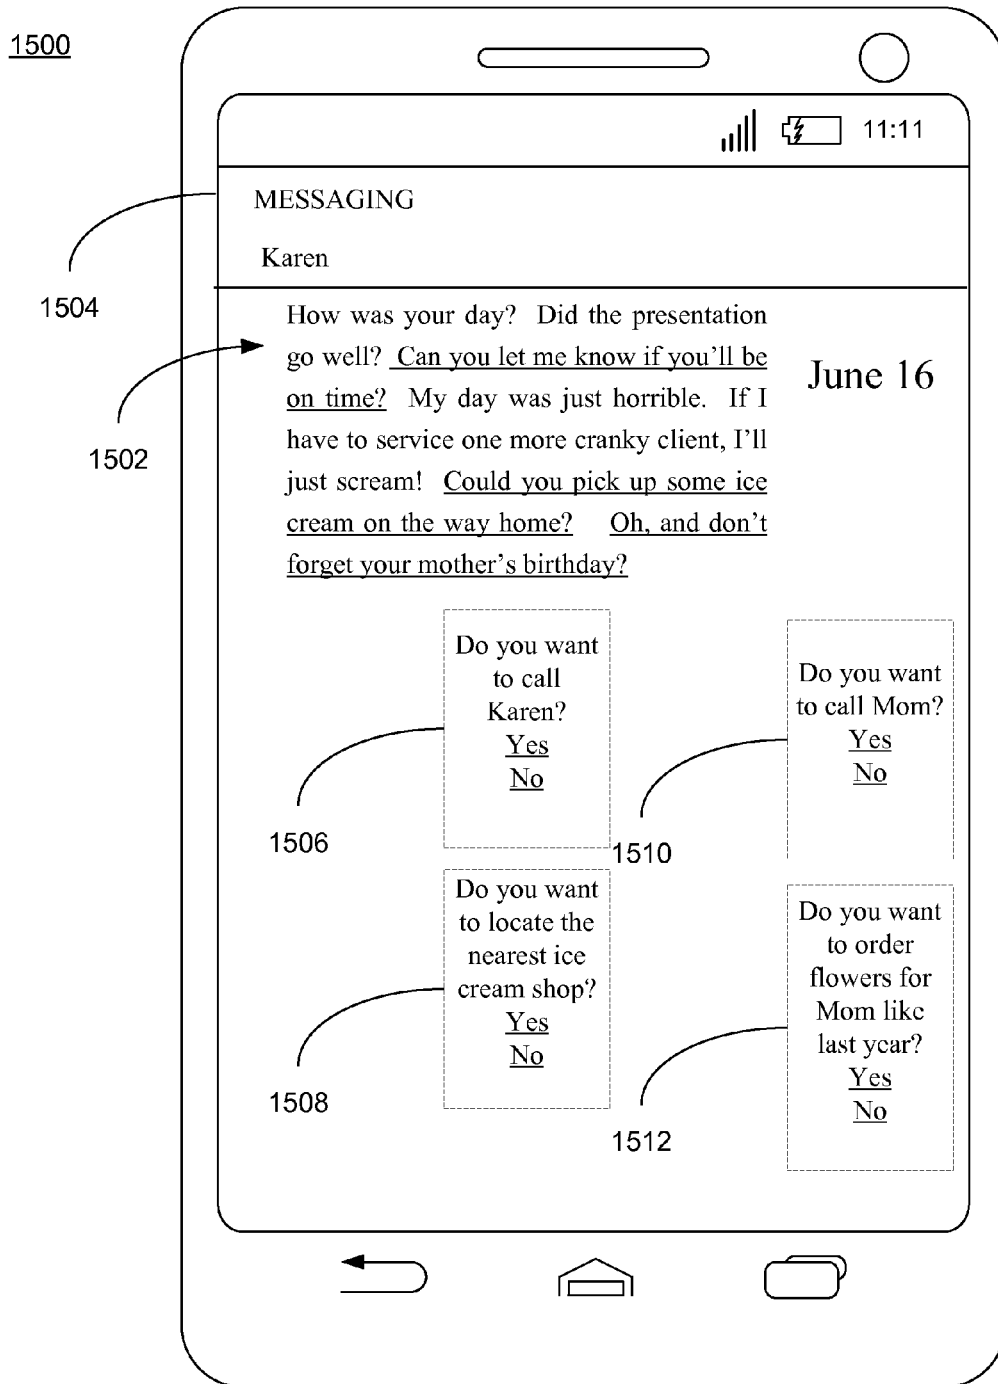 1500
11:11
MESSAGING
Karen
1504
How was your day? Did the presentation
go well? Can you let me know if you'll be
on time? My day was just horrible. If I
have to service one more cranky client, I'll
just scream! Could you pick up some ice
cream on the way home? Oh, and don't
forget your mother's birthday?
June 16
1502
Do you want
to call
Karen?
Yes
No
1506
Do you want
to call Mom?
Yes
No
1510
Do you want
to locate the
nearest ice
cream shop?
Yes
No
1508
Do you want
to order
flowers for
Mom like
last year?
Yes
No
1512